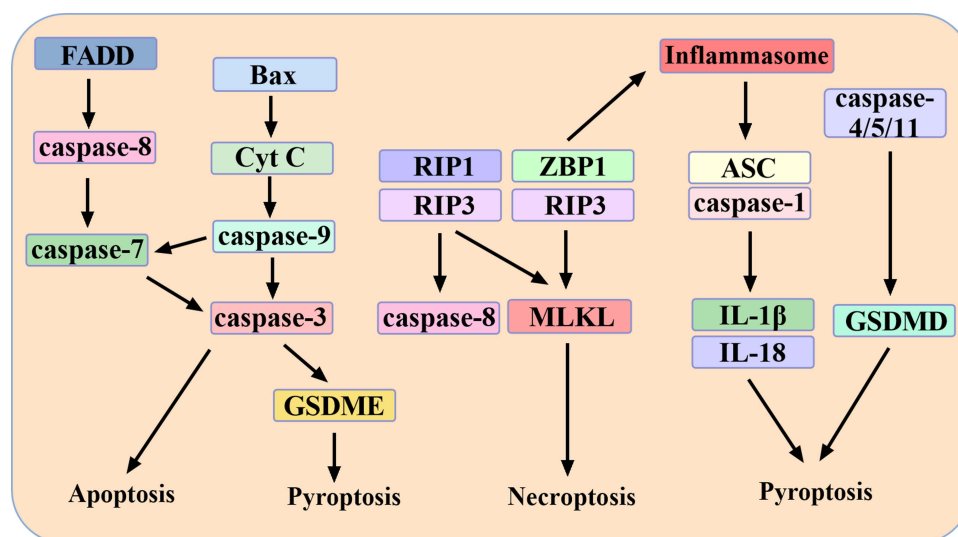 FADD
Bax
Inflammasome
caspase-
4/5/11
caspase-8
Cyt C
RIP1
ZBP1
ASC
RIP3
RIP3
caspase-1
caspase-7
caspase-9
caspase-3
caspase-8
MLKL
IL-1β
GSDMD
IL-18
GSDME
Apoptosis
Pyroptosis
Necroptosis
Pyroptosis